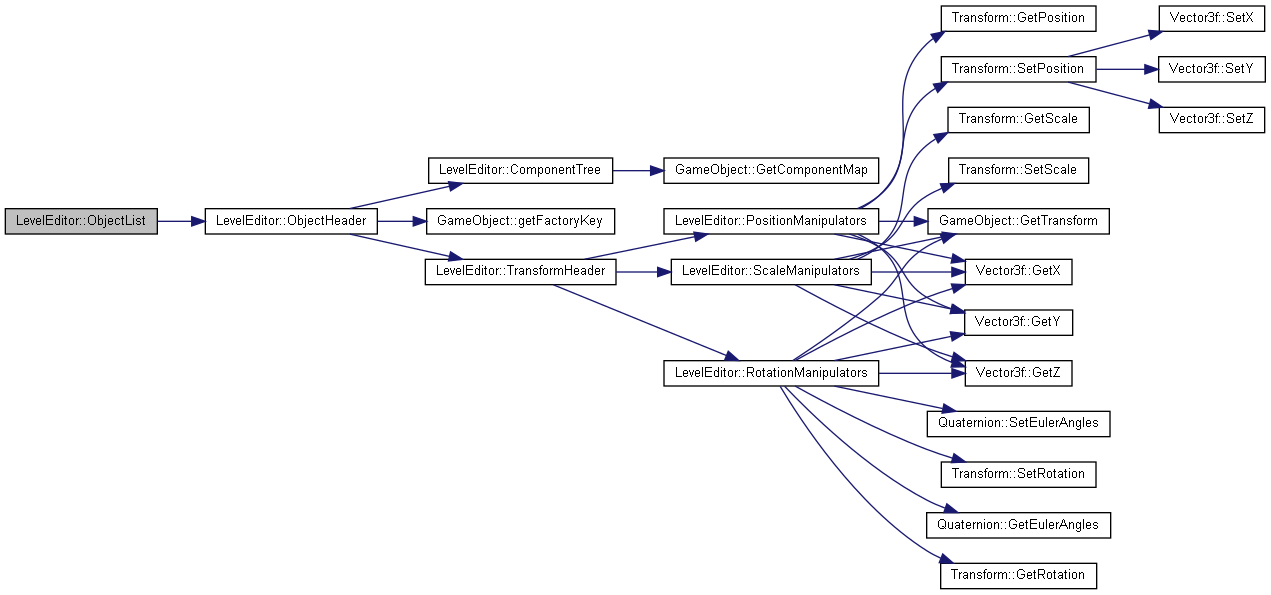 Transform::GetPosition
Vector3f::SetX
Transform::SetPosition
Vector3f::SetY
Transform::GetScale
Vector3f::SetZ
LevelEditor::ComponentTree
GameObject::GetComponentMap
Transform::SetScale
LevelEditor::ObjectList
LevelEditor::ObjectHeader
GameObject::getFactoryKey
LevelEditor::PositionManipulators
GameObject::GetTransform
LevelEditor::TransformHeader
LevelEditor::ScaleManipulators
Vector3f::GetX
Vector3f::GetY
LevelEditor::RotationManipulators
Vector3f::GetZ
Quaternion::SetEulerAngles
Transform::SetRotation
Quaternion::GetEulerAngles
Transform::GetRotation